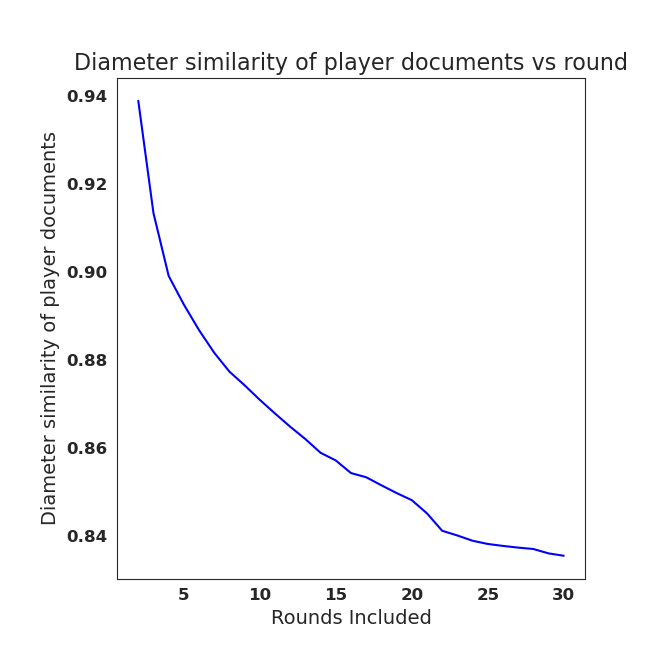 Diameter similarity of player documents vs round
Diameter similarity of player documents
0.94
0.92
0.90
0.88
0.86
0.84
5 10 15 20 25 30
Rounds Included